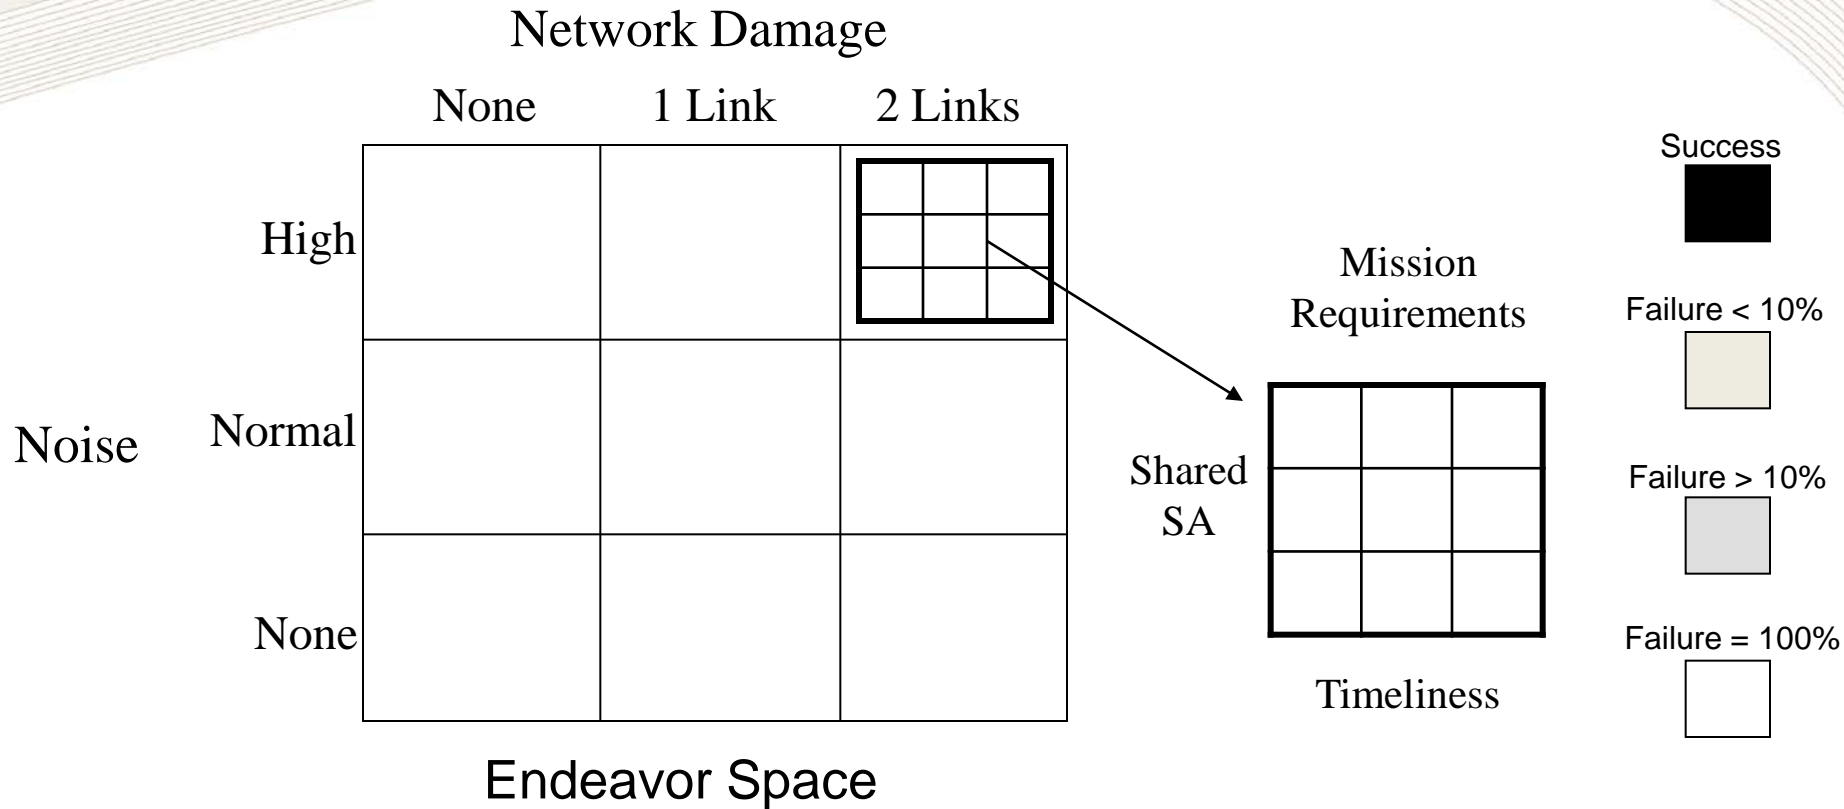 Network Damage
None 1 Link 2 Links
Success
High
Mission
Requirements
Failure < 10%
Noise
Normal
Shared
SA
Failure > 10%
None
Failure = 100%
Timeliness
Endeavor Space